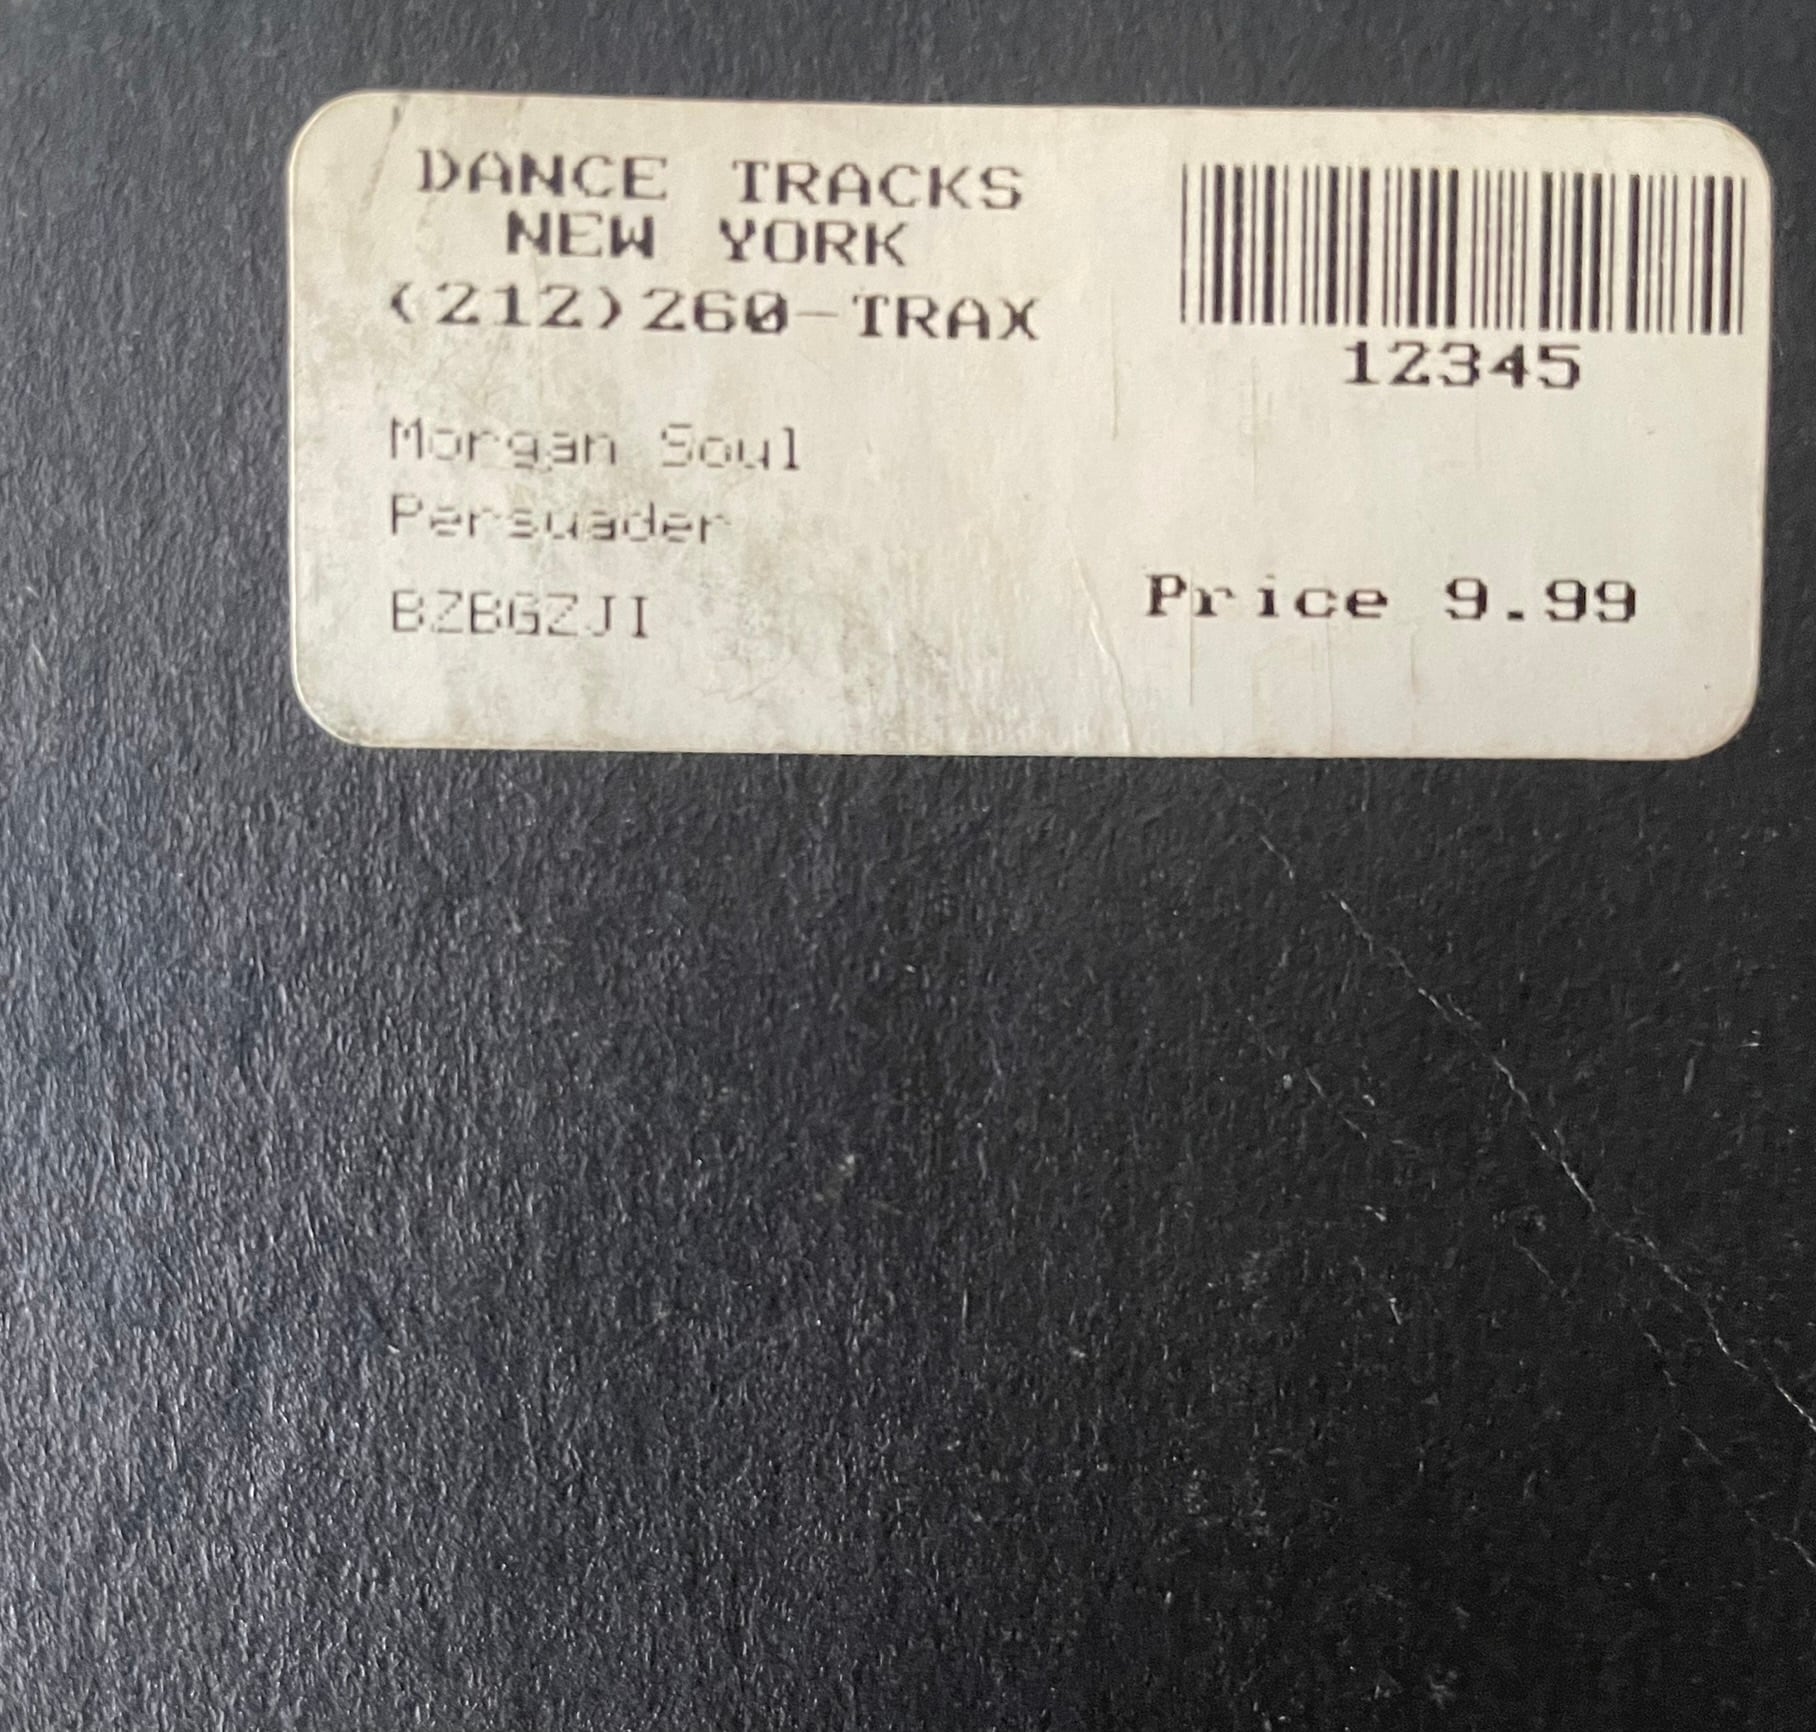 DANCE TRACKS
NEW YORK
(212)260-TRAX
12345
Morgan Soul
Persuader
BZBGZJI
Price 9.99